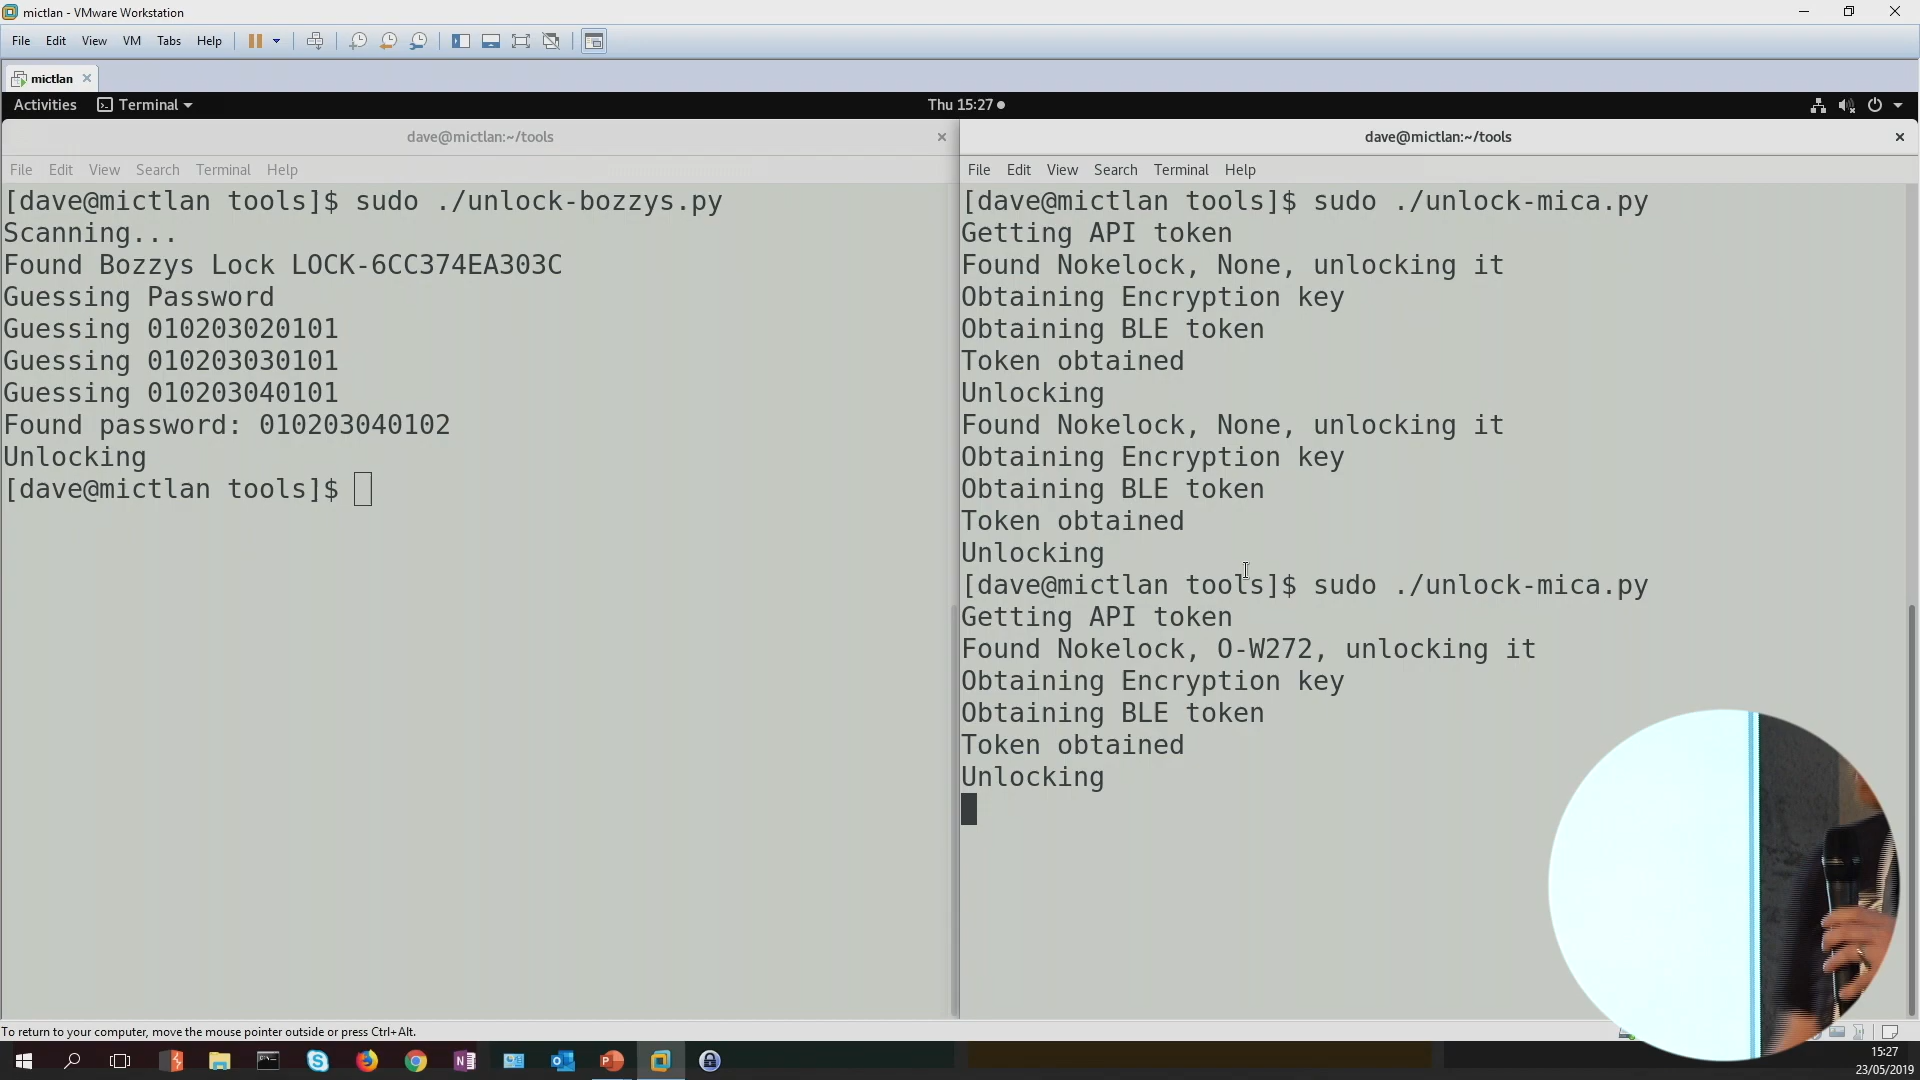 mictlan - VMware Workstation
File Edit View VM Tabs Help
mictlan
Activities Terminal Thu 15:27
dave@mictlan:~/tools
File Edit View Search Terminal Help
[dave@mictlan tools]$ sudo ./unlock-bozzys.py
Scanning...
Found Bozzys Lock LOCK-6CC374EA303C
Guessing Password
Guessing 010203020101
Guessing 010203030101
Guessing 010203040101
Found password: 010203040102
Unlocking
[dave@mictlan tools]$
dave@mictlan:~/tools
File Edit View Search Terminal Help
[dave@mictlan tools]$ sudo ./unlock-mica.py
Getting API token
Found Nokelock, None, unlocking it
Obtaining Encryption key
Obtaining BLE token
Token obtained
Unlocking
Found Nokelock, None, unlocking it
Obtaining Encryption key
Obtaining BLE token
Token obtained
Unlocking
[dave@mictlan tools]$ sudo ./unlock-mica.py
Getting API token
Found Nokelock, O-W272, unlocking it
Obtaining Encryption key
Obtaining BLE token
Token obtained
Unlocking
To return to your computer, move the mouse pointer outside or press Ctrl+Alt.
15:27
23/05/2019